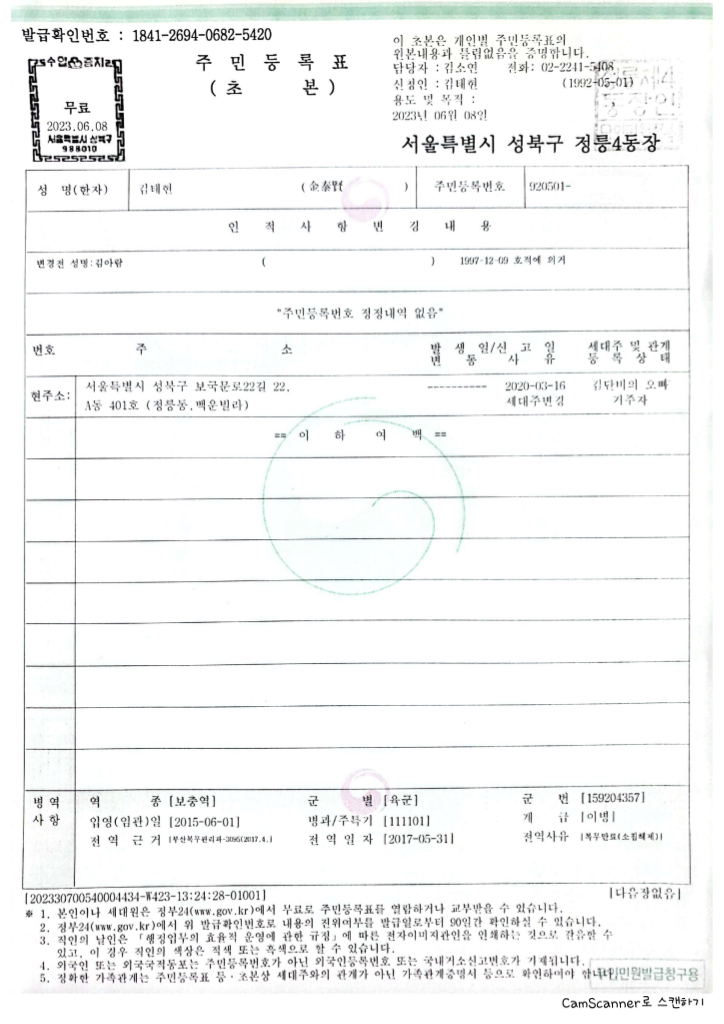 발급확인번호 : 1841-2694-0682-5420
수입 증지
무료
2023.06.08
서울특별시 성북구
988010
주 민 등 록 표
( 초 본 )
이 초본은 개인별 주민등록표의
원본내용과 틀림없음을 증명합니다.
담당자 : 김소연 전화: 02-2241-5408
신청인 : 김태현 (1992-05-01)
용도 및 목적 :
2023년 06월 08일
서울특별시 성북구 정릉4동장
성 명(한자) 김태현 (金泰賢) 주민등록번호 920501-
인 적 사 항 변 경 내 용
변경전 성명:김아람 ( ) 1997-12-09 호적에 의거
"주민등록번호 정정내역 없음"
번호 주 소 발 생 일/신 고 일 세대주 및 관계
변 동 사 유 등 록 상 태
현주소: 서울특별시 성북구 보국문로22길 22, ---------- 2020-03-16 김단비의 오빠
A동 401호 (정릉동,백운빌라) 세대주변경 거주자
== 이 하 여 백 ==
병역 역 종 [보충역] 군 별 [육군] 군 번 [159204357]
사항 입영(임관)일 [2015-06-01] 병과/주특기 [111101] 계 급 [이병]
전역 근거 [부산복무관리과-3095(2017.4.] 전역일자 [2017-05-31] 전역사유 [복무만료(소집해제)]
[202330700540004434-W423-13:24:28-01001] [다음장없음]
※ 1. 본인이나 세대원은 정부24(www.gov.kr)에서 무료로 주민등록표를 열람하거나 교부받을 수 있습니다.
2. 정부24(www.gov.kr)에서 위 발급확인번호로 내용의 진위여부를 발급일로부터 90일간 확인하실 수 있습니다.
3. 직인의 날인은 「행정업무의 효율적 운영에 관한 규정」에 따른 전자이미지관인을 인쇄하는 것으로 갈음할 수
있고, 이 경우 직인의 색상은 적색 또는 흑색으로 할 수 있습니다.
4. 외국인 또는 외국국적동포는 주민등록번호가 아닌 외국인등록번호 또는 국내거소신고번호가 기재됩니다.
5. 정확한 가족관계는 주민등록표 등·초본상 세대주와의 관계가 아닌 가족관계증명서 등으로 확인하여야 합니다.
민원발급창구용
CamScanner로 스캔하기